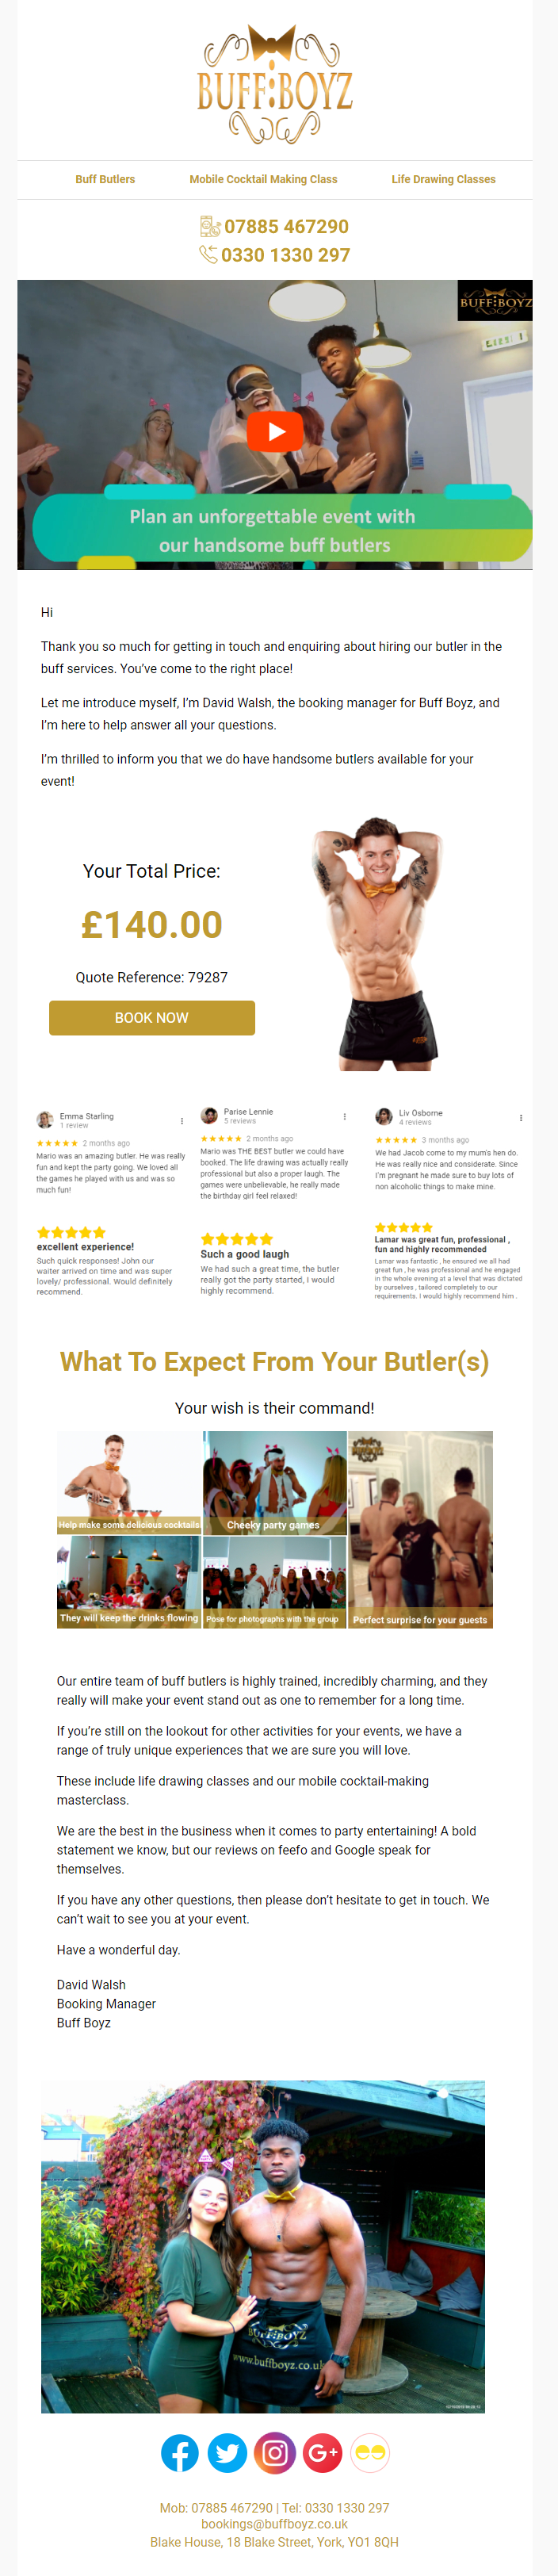 BUFF BOYZ
Buff Butlers Mobile Cocktail Making Class Life Drawing Classes
07885 467290
0330 1330 297
BUFF BOYZ
Plan an unforgettable event with
our handsome buff butlers
Hi
Thank you so much for getting in touch and enquiring about hiring our butler in the
buff services. You’ve come to the right place!
Let me introduce myself, I’m David Walsh, the booking manager for Buff Boyz, and
I’m here to help answer all your questions.
I’m thrilled to inform you that we do have handsome butlers available for your
event!
Your Total Price:
£140.00
Quote Reference: 79287
BOOK NOW
Emma Starling
1 review
2 months ago
Mario was an amazing butler. He was really
fun and kept the party going. We loved all
the games he played with us and was so
much fun!
Parise Lennie
5 reviews
2 months ago
Mario was THE BEST butler we could have
booked. The life drawing was actually really
professional but also a proper laugh. The
games were unbelievable, he really made
the birthday girl feel relaxed!
Liv Osborne
4 reviews
3 months ago
We had Jacob come to my mum's hen do.
He was really nice and considerate. Since
I'm pregnant he made sure to buy lots of
non alcoholic things to make mine.
excellent experience!
Such quick responses! John our
waiter arrived on time and was super
lovely/ professional. Would definitely
recommend.
Such a good laugh
We had such a great time, the butler
really got the party started, I would
highly recommend.
Lamar was great fun, professional ,
fun and highly recommended
Lamar was fantastic , he ensured we all had
great fun , he was professional and he engaged
in the whole evening at a level that was dictated
by ourselves , tailored completely to our
requirements. I would highly recommend him .
What To Expect From Your Butler(s)
Your wish is their command!
Help make some delicious cocktails
Cheeky party games
They will keep the drinks flowing
Pose for photographs with the group
Perfect surprise for your guests
Our entire team of buff butlers is highly trained, incredibly charming, and they
really will make your event stand out as one to remember for a long time.
If you’re still on the lookout for other activities for your events, we have a
range of truly unique experiences that we are sure you will love.
These include life drawing classes and our mobile cocktail-making
masterclass.
We are the best in the business when it comes to party entertaining! A bold
statement we know, but our reviews on feefo and Google speak for
themselves.
If you have any other questions, then please don’t hesitate to get in touch. We
can’t wait to see you at your event.
Have a wonderful day.
David Walsh
Booking Manager
Buff Boyz
BUFF BOYZ
www.buffboyz.co.uk
Mob: 07885 467290 | Tel: 0330 1330 297
bookings@buffboyz.co.uk
Blake House, 18 Blake Street, York, YO1 8QH